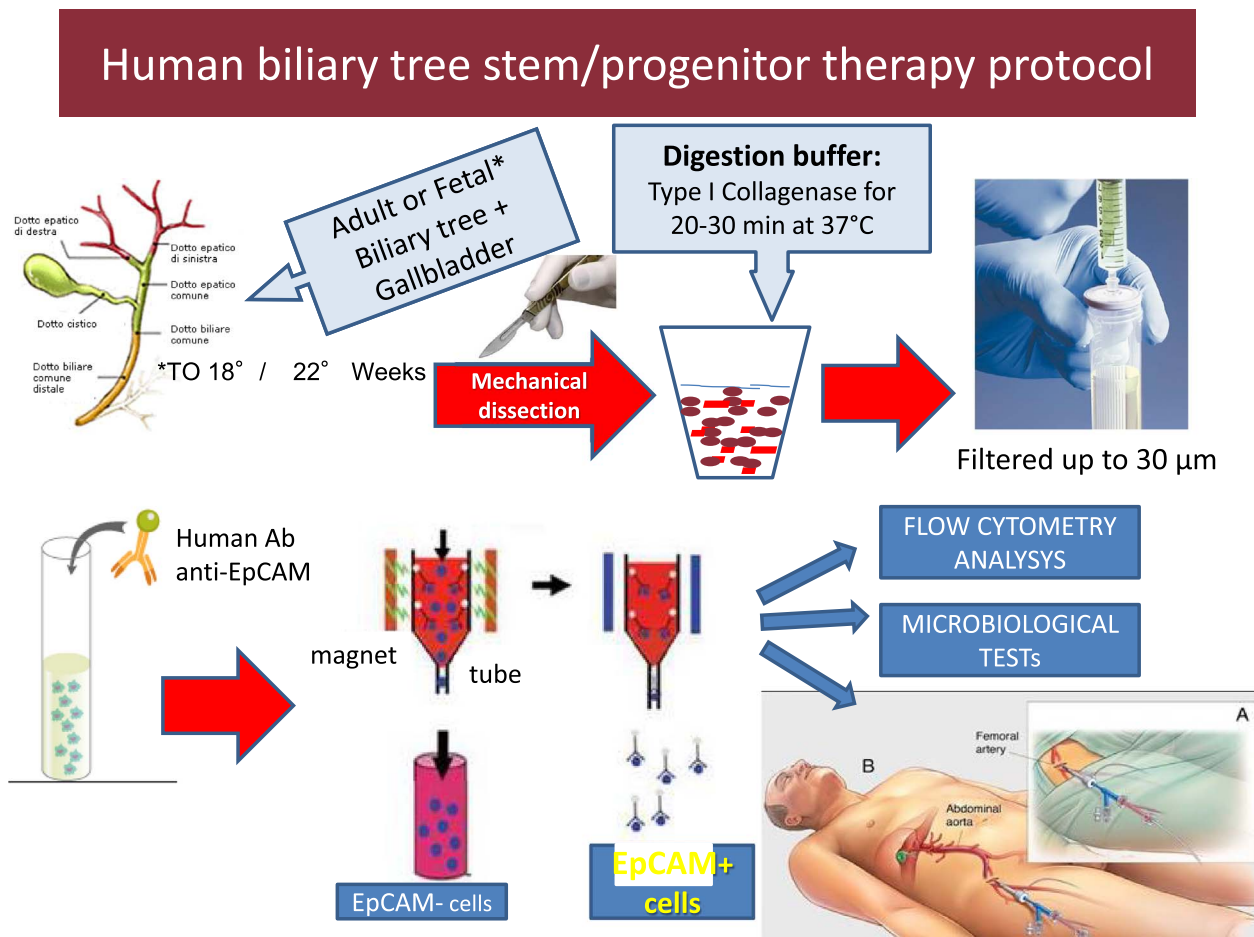 Human biliary tree stem/progenitor therapy protocol
Adult or Fetal*
Biliary tree +
Gallbladder
Digestion buffer:
Type I Collagenase for
20-30 min at 37°C
Dotto epatico
di destra
Dotto epatico
di sinistra
Dotto epatico
comune
Dotto cistico
Dotto biliare
comune
Dotto biliare
comune
distale
*TO 18° / 22° Weeks
Mechanical
dissection
Filtered up to 30 µm
Human Ab
anti-EpCAM
magnet
tube
EpCAM- cells
EpCAM+
cells
FLOW CYTOMETRY
ANALYSYS
MICROBIOLOGICAL
TESTs
A
Femoral
artery
B
Abdominal
aorta